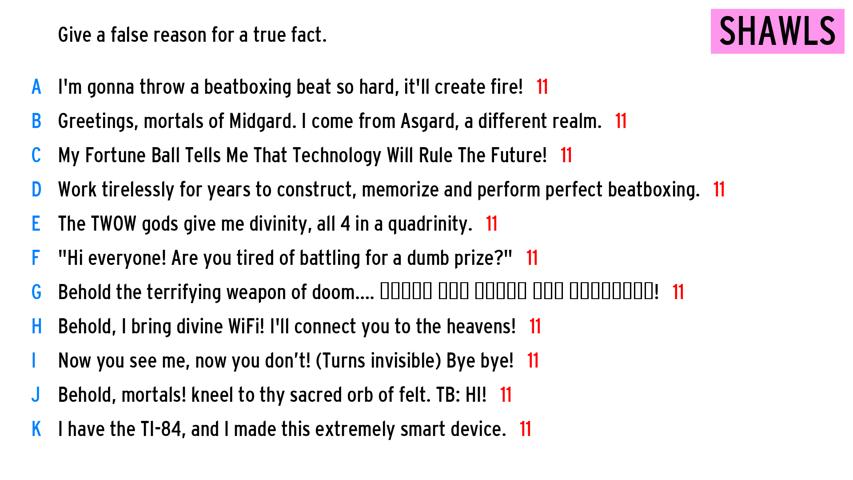 Give a false reason for a true fact.
SHAWLS
A I'm gonna throw a beatboxing beat so hard, it'll create fire! 11
B Greetings, mortals of Midgard. I come from Asgard, a different realm. 11
C My Fortune Ball Tells Me That Technology Will Rule The Future! 11
D Work tirelessly for years to construct, memorize and perform perfect beatboxing. 11
E The TWOW gods give me divinity, all 4 in a quadrinity. 11
F "Hi everyone! Are you tired of battling for a dumb prize?" 11
G Behold the terrifying weapon of doom.... ! 11
H Behold, I bring divine WiFi! I'll connect you to the heavens! 11
I Now you see me, now you don't! (Turns invisible) Bye bye! 11
J Behold, mortals! kneel to thy sacred orb of felt. TB: HI! 11
K I have the TI-84, and I made this extremely smart device. 11